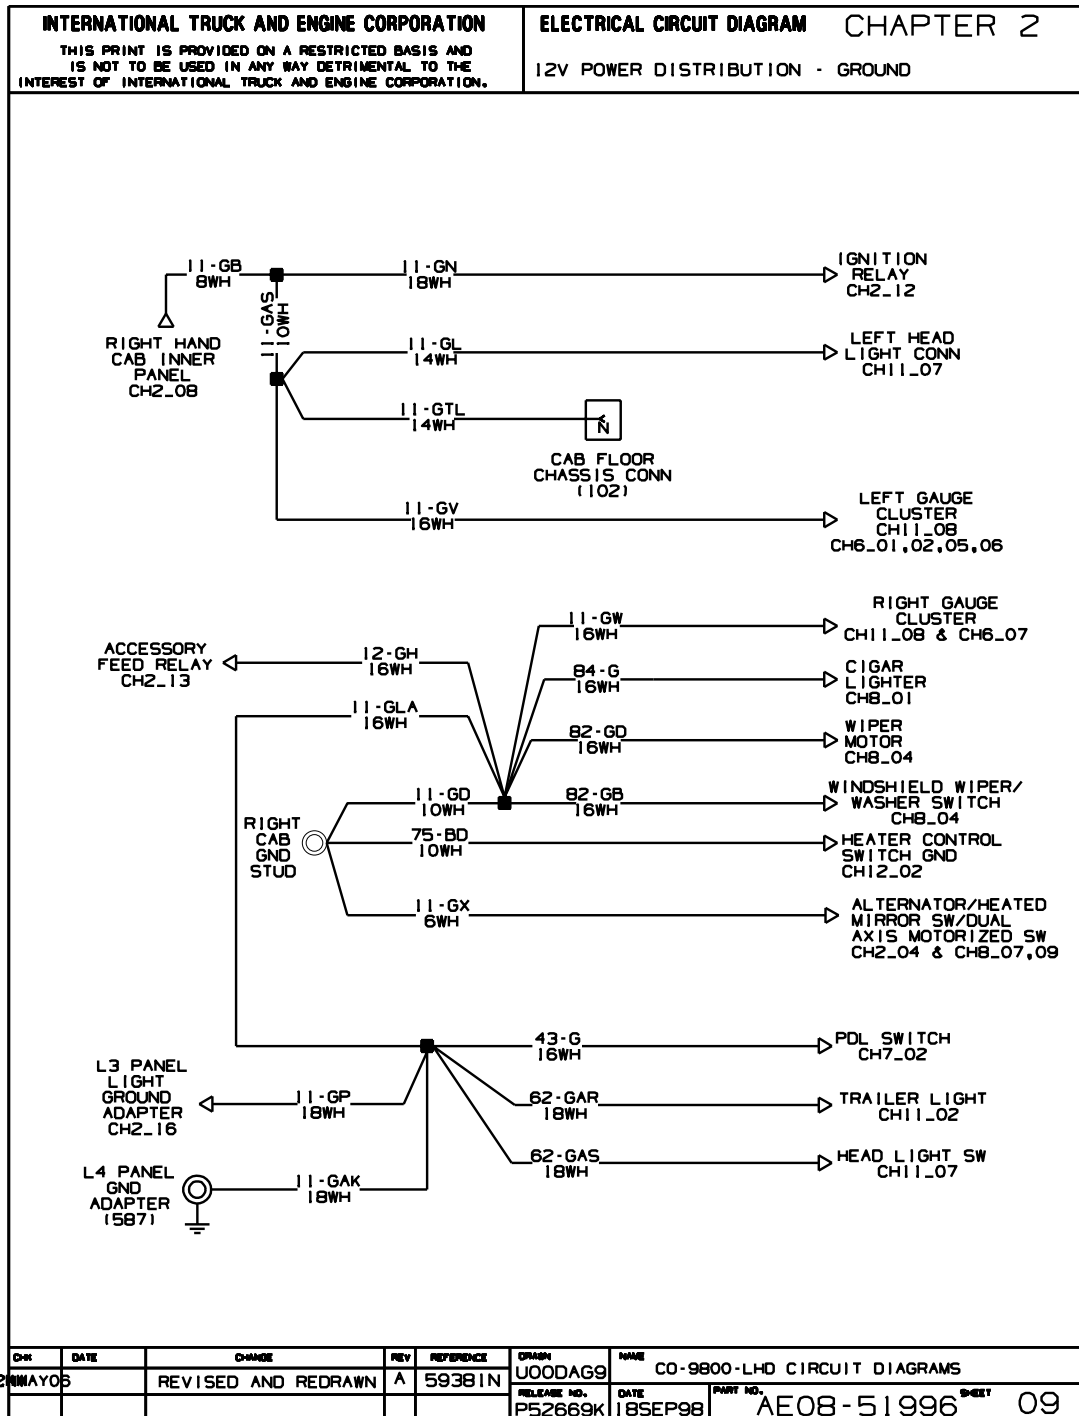 INTERNATIONAL TRUCK AND ENGINE CORPORATION
THIS PRINT IS PROVIDED ON A RESTRICTED BASIS AND
IS NOT TO BE USED IN ANY WAY DETRIMENTAL TO THE
INTEREST OF INTERNATIONAL TRUCK AND ENGINE CORPORATION.
ELECTRICAL CIRCUIT DIAGRAM CHAPTER 2
12V POWER DISTRIBUTION - GROUND
11-GB
8WH
11-GN
18WH
IGNITION
RELAY
CH2_12
11-GAS
10WH
RIGHT HAND
CAB INNER
PANEL
CH2_08
11-GL
14WH
LEFT HEAD
LIGHT CONN
CH11_07
11-GTL
14WH
N
CAB FLOOR
CHASSIS CONN
(102)
11-GV
16WH
LEFT GAUGE
CLUSTER
CH11_08
CH6_01,02,05,06
11-GW
16WH
RIGHT GAUGE
CLUSTER
CH11_08 & CH6_07
ACCESSORY
FEED RELAY
CH2_13
12-GH
16WH
84-G
16WH
CIGAR
LIGHTER
CH8_01
11-GLA
16WH
82-GD
16WH
WIPER
MOTOR
CH8_04
11-GD
10WH
82-GB
16WH
WINDSHIELD WIPER/
WASHER SWITCH
CH8_04
RIGHT
CAB
GND
STUD
75-BD
10WH
HEATER CONTROL
SWITCH GND
CH12_02
11-GX
6WH
ALTERNATOR/HEATED
MIRROR SW/DUAL
AXIS MOTORIZED SW
CH2_04 & CH8_07,09
43-G
16WH
PDL SWITCH
CH7_02
L3 PANEL
LIGHT
GROUND
ADAPTER
CH2_16
11-GP
18WH
62-GAR
18WH
TRAILER LIGHT
CH11_02
62-GAS
18WH
HEAD LIGHT SW
CH11_07
L4 PANEL
GND
ADAPTER
(587)
11-GAK
18WH
CHK DATE CHANGE REV REFERENCE DRAWN NAME
REVISED AND REDRAWN A 59381N U00DAG9 CO-9800-LHD CIRCUIT DIAGRAMS
RELEASE NO. DATE PART NO. SHEET
P52669K 18SEP98 AE08-51996 09